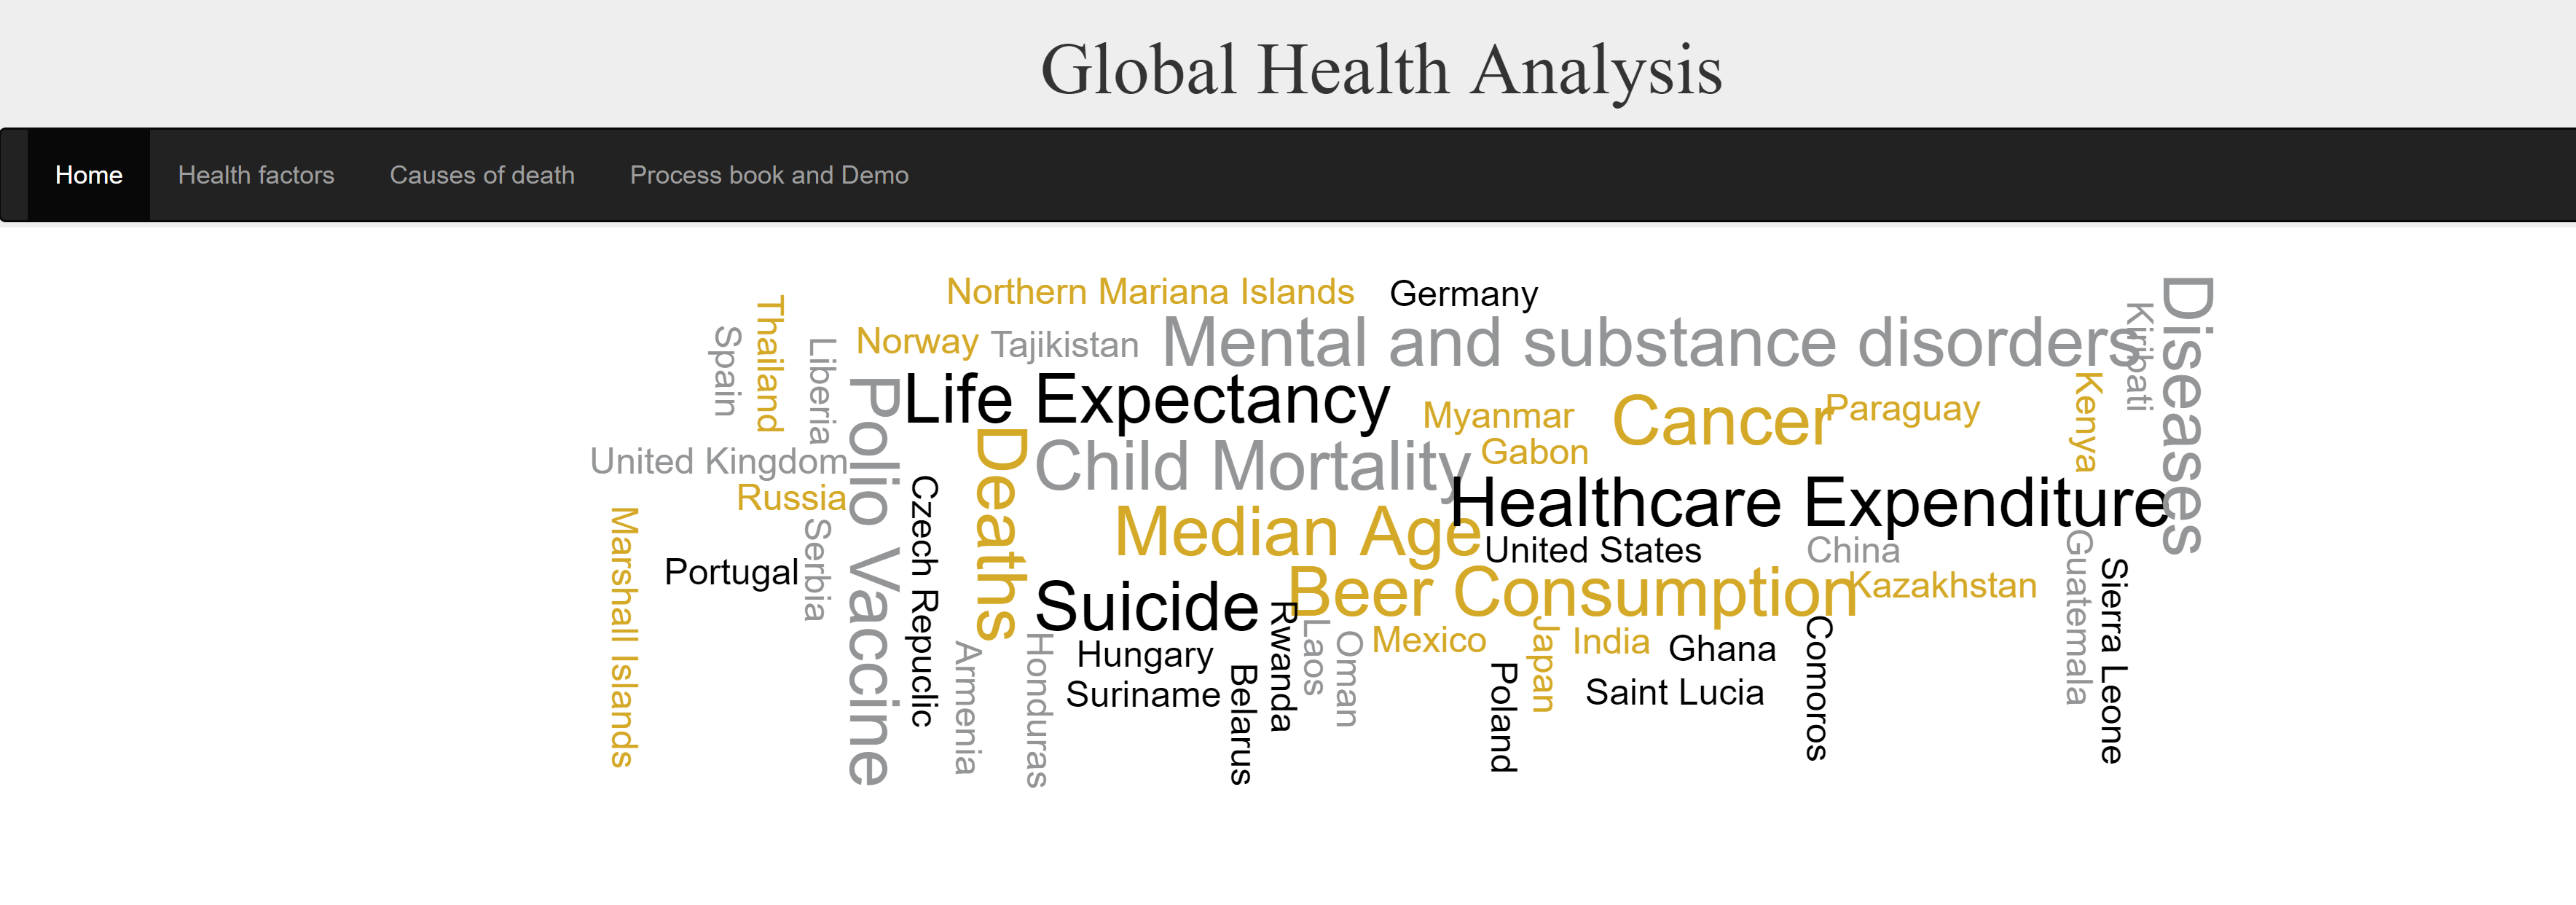 Global Health Analysis
Home
Health factors
Causes of death
Process book and Demo
Northern Mariana Islands
Germany
Diseases
Thailand
Kiribati
Spain
Liberia
Norway
Tajikistan
Mental and substance disorders
Polio Vaccine
Life Expectancy
Myanmar
Cancer
Paraguay
Kenya
Deaths
Child Mortality
Gabon
United Kingdom
Russia
Czech Repuclic
Healthcare Expenditure
Marshall Islands
Serbia
Median Age
United States
China
Guatemala
Sierra Leone
Portugal
Suicide
Beer Consumption
Kazakhstan
Rwanda
Laos
Oman
Mexico
Japan
India
Ghana
Comoros
Armenia
Honduras
Hungary
Belarus
Suriname
Poland
Saint Lucia